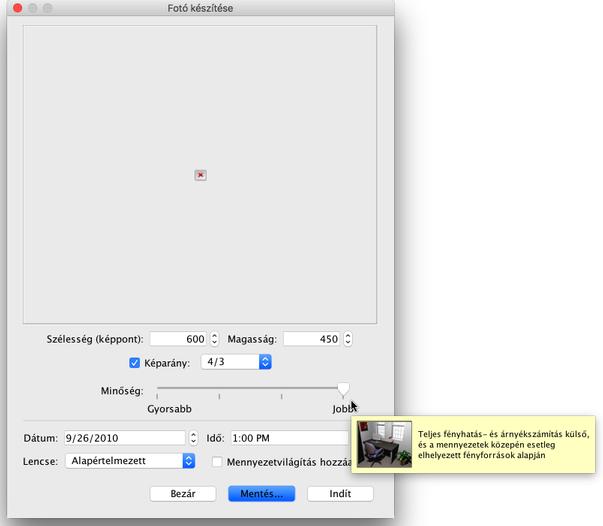 Fotó készítése
Szélesség (képpont): 600 Magasság: 450
Képarány: 4/3
Minőség:
Gyorsabb Jobb
Teljes fényhatás- és árnyékszámítás külső,
és a mennyezetek közepén esetleg
elhelyezett fényforrások alapján
Dátum: 9/26/2010 Idő: 1:00 PM
Lencse: Alapértelmezett Mennyezetvilágítás
Bezár Mentés... Indít